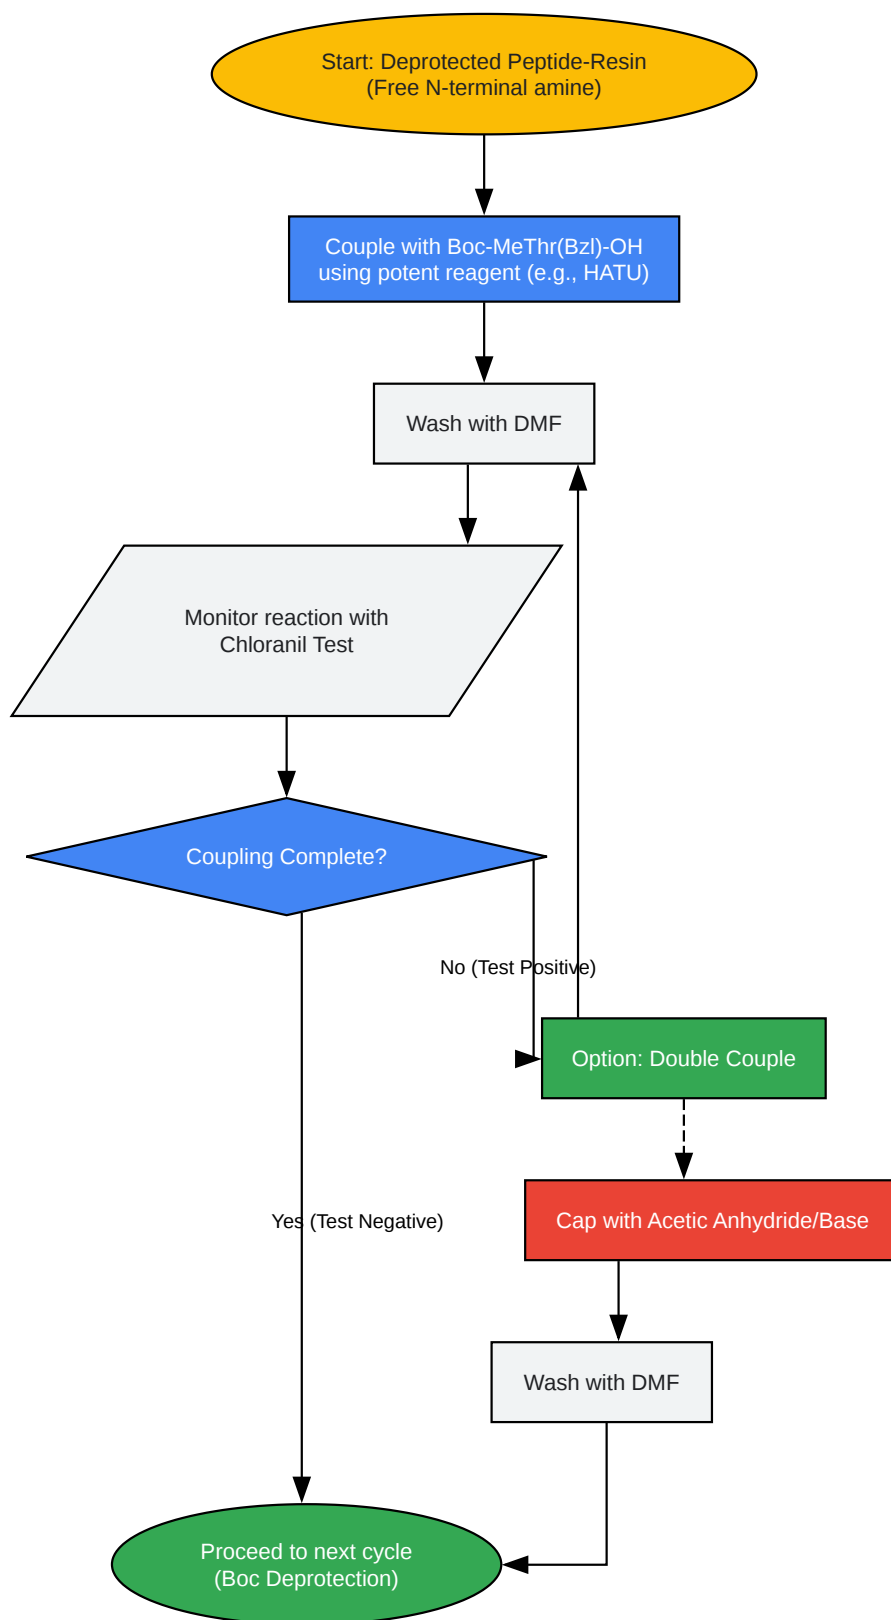 Start: Deprotected Peptide-Resin
(Free N-terminal amine)
Couple with Boc-MeThr(Bzl)-OH
using potent reagent (e.g., HATU)
Wash with DMF
Monitor reaction with
Chloranil Test
Coupling Complete?
No (Test Positive)
Option: Double Couple
Yes (Test Negative)
Cap with Acetic Anhydride/Base
Wash with DMF
Proceed to next cycle
(Boc Deprotection)